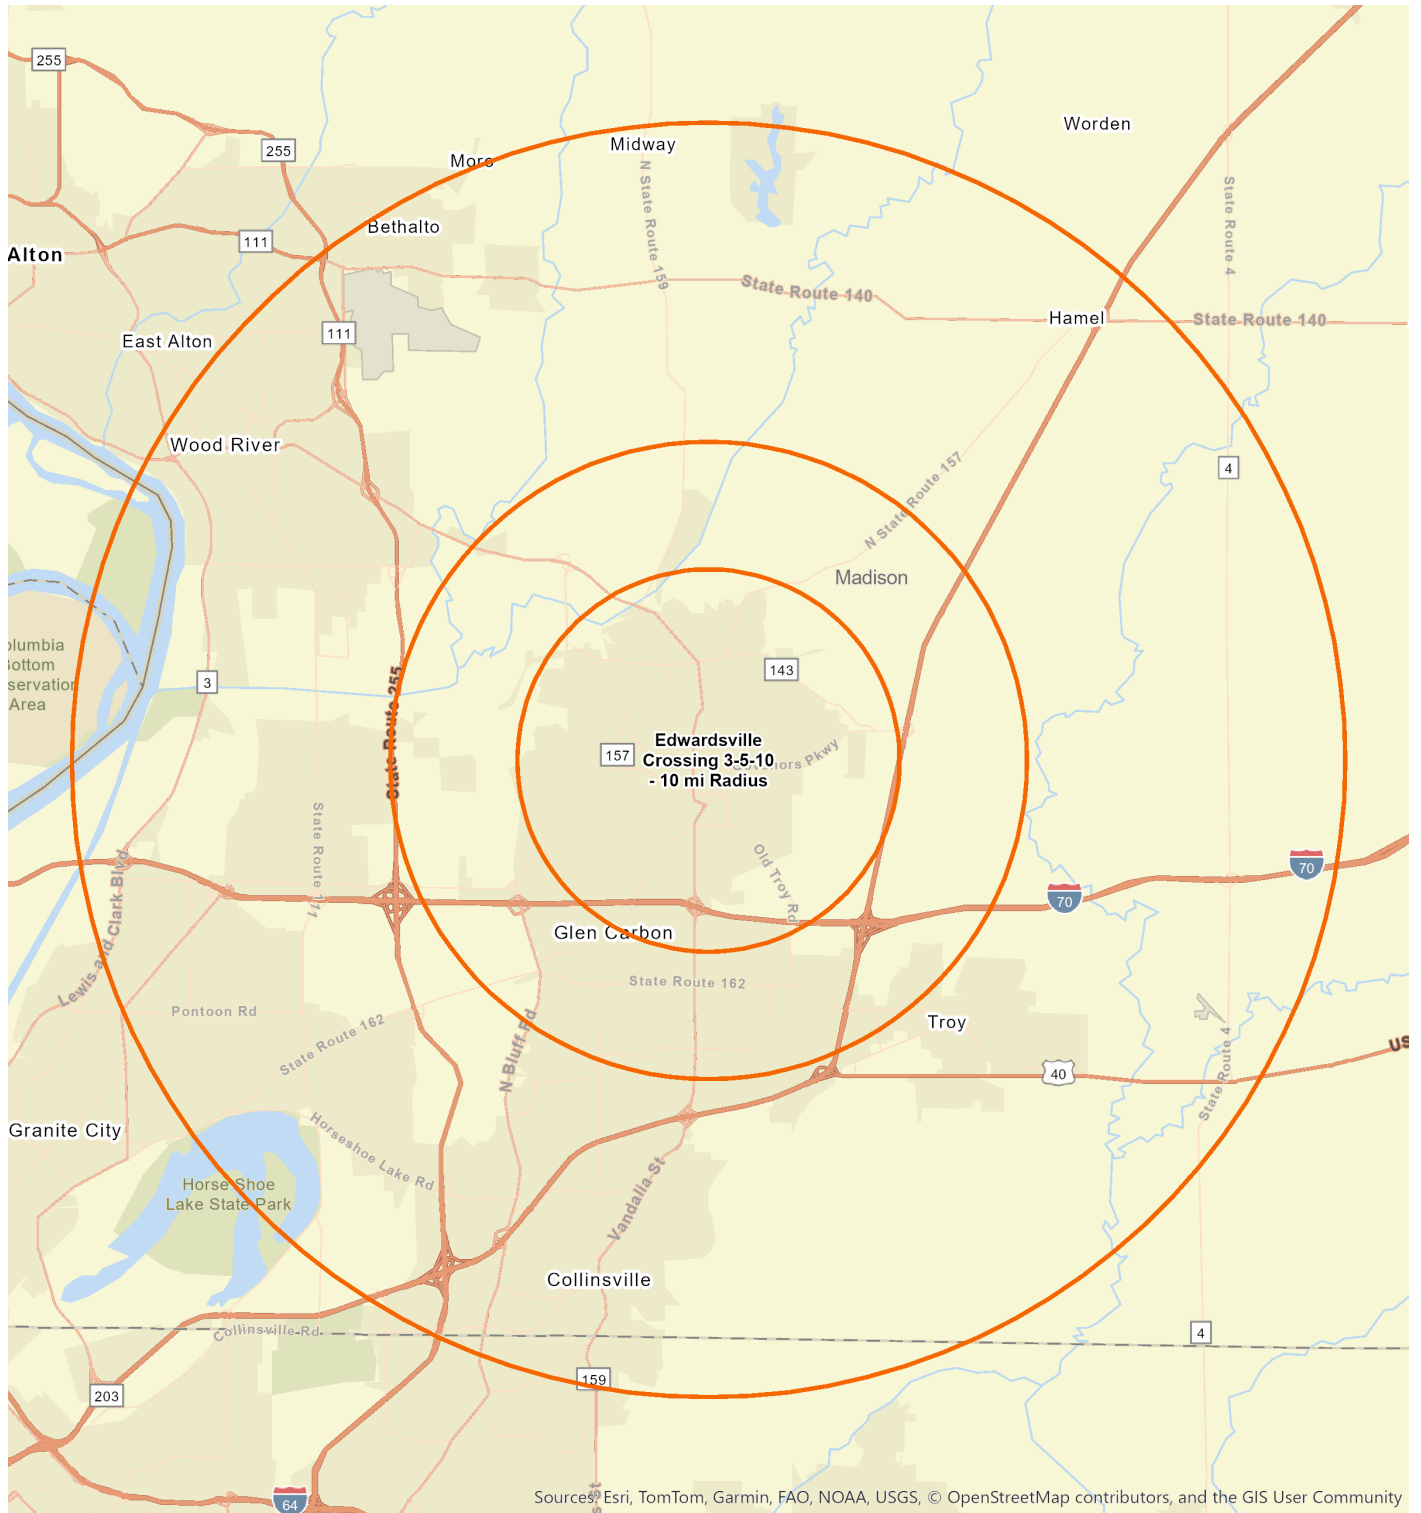 255
Worden
Midway
255
Moro
N State Route 159
State Route 4
Bethalto
111
Alton
State Route 140
Hamel
State Route 140
111
East Alton
Wood River
4
N State Route 157
Madison
olumbia
Bottom
servation
Area
143
3
State Route 255
Edwardsville
157
Crossing 3-5-10
Governors Pkwy
- 10 mi Radius
State Route 111
Old Troy Rd
70
70
Lewis and Clark Blvd
Glen Carbon
State Route 162
Pontoon Rd
Troy
State Route 162
N Bluff Rd
US
40
State Route 4
Granite City
Horseshoe Lake Rd
Horse Shoe
Lake State Park
Vandalia St
Collinsville
Collinsville Rd
4
159
203
64
s St
Sources: Esri, TomTom, Garmin, FAO, NOAA, USGS, © OpenStreetMap contributors, and the GIS User Community